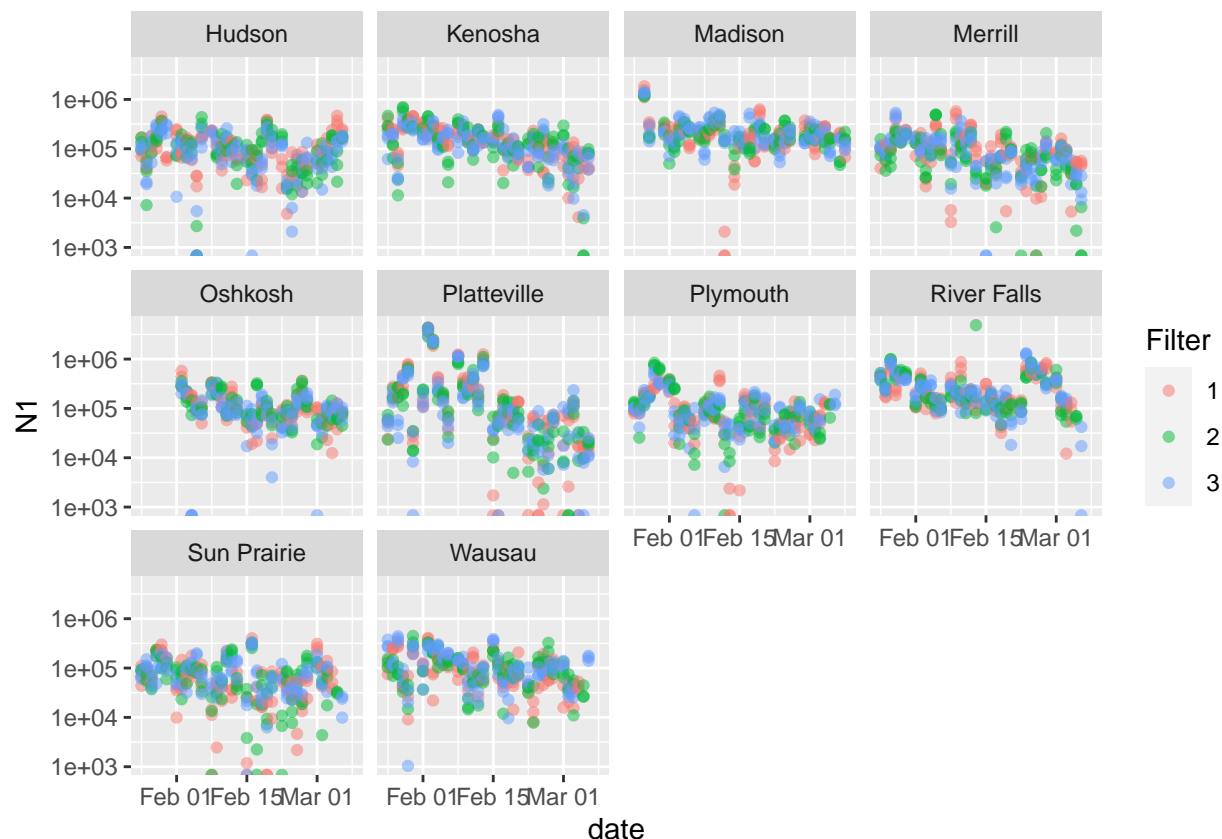 Hudson Kenosha Madison Merrill
1e+06
1e+05
1e+04
1e+03
Oshkosh Platteville Plymouth River Falls
1e+06
1e+05
1e+04
1e+03
Feb 01 Feb 15 Mar 01 Feb 01 Feb 15 Mar 01
Sun Prairie Wausau
1e+06
1e+05
1e+04
1e+03
Feb 01 Feb 15 Mar 01 Feb 01 Feb 15 Mar 01
date
N1
Filter
1
2
3